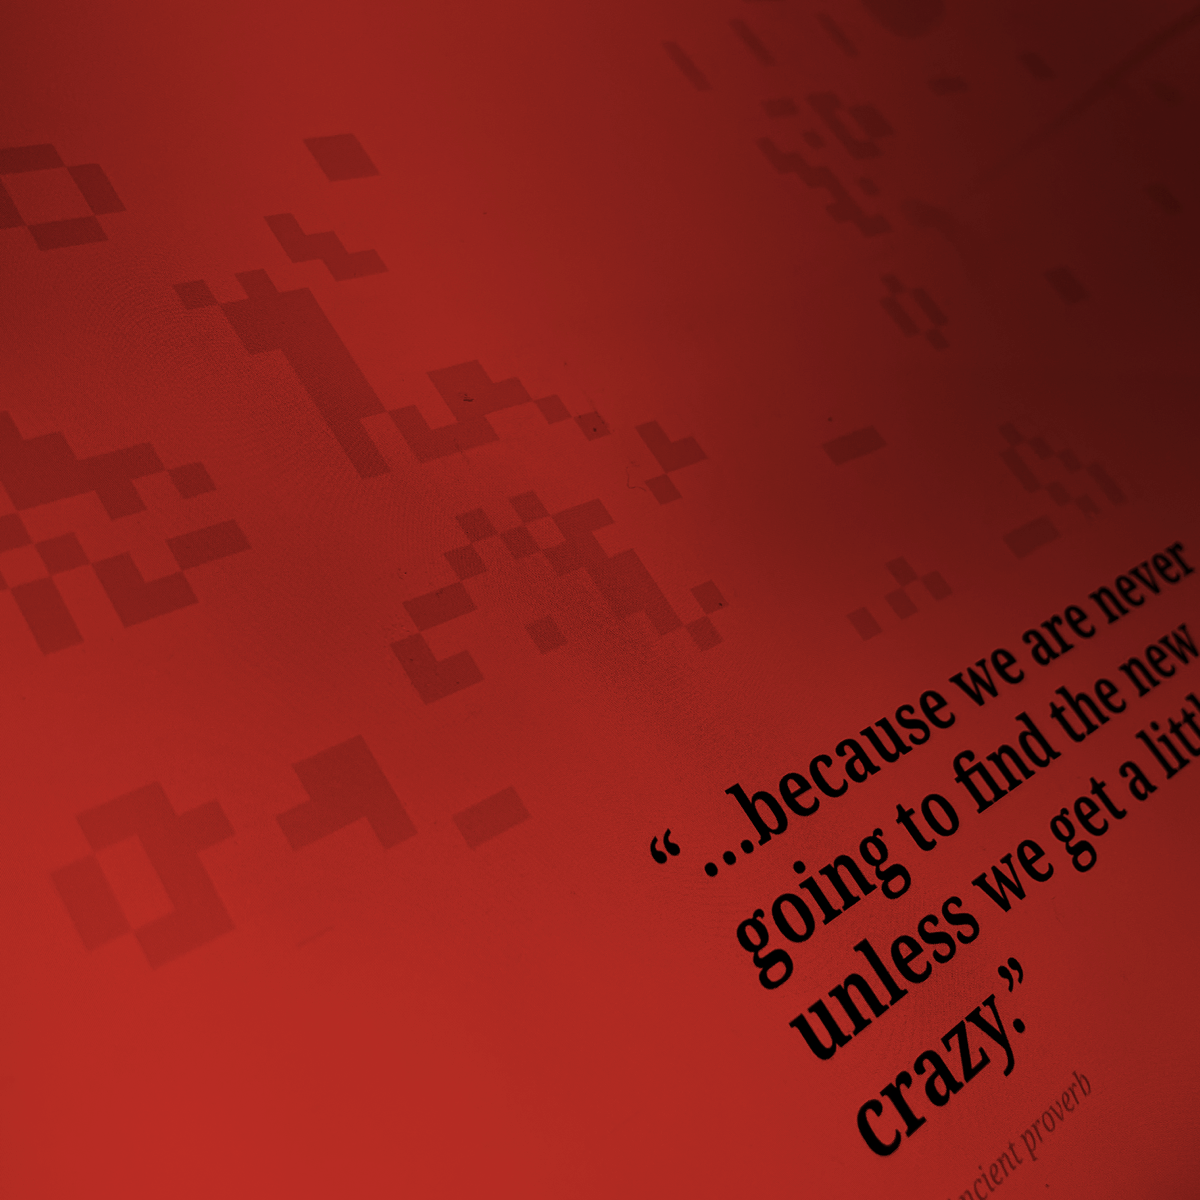 “ ...because we are never
going to find the new
unless we get a
crazy.”
proverb